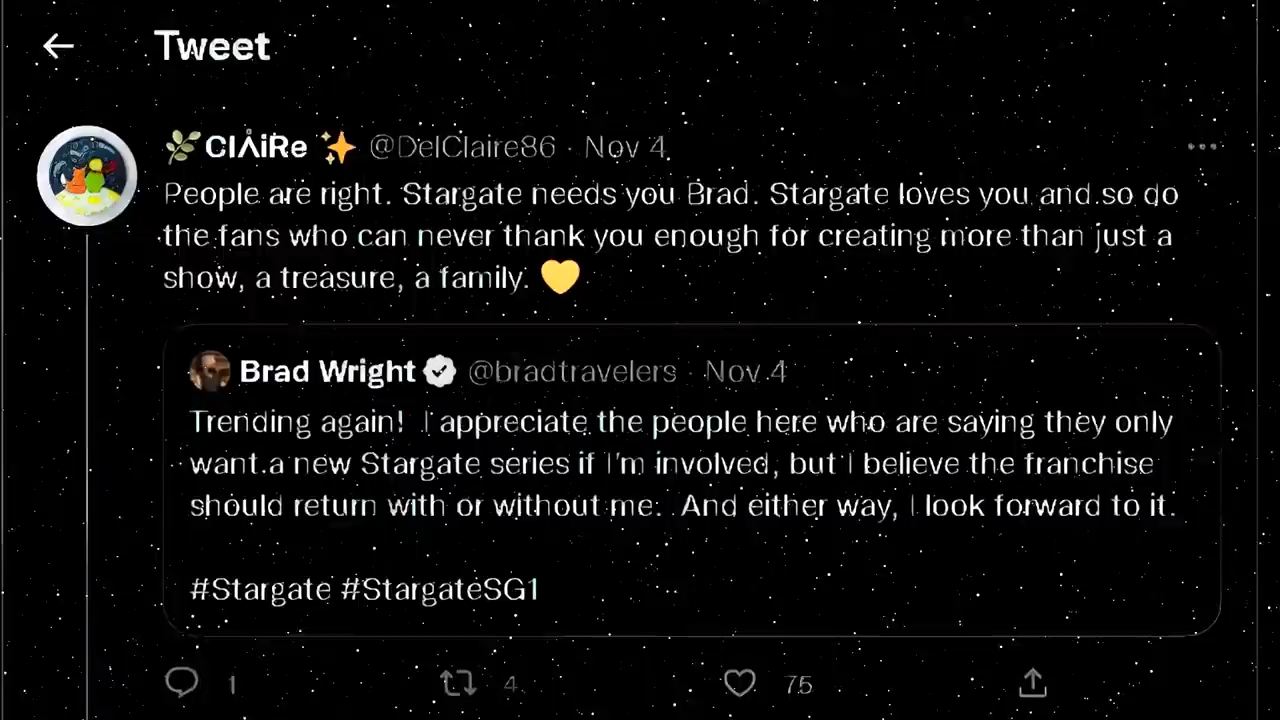 Tweet
ClÁiRe @DelClaire86 · Nov 4
People are right. Stargate needs you Brad. Stargate loves you and so do
the fans who can never thank you enough for creating more than just a
show, a treasure, a family.
Brad Wright @bradtravelers · Nov 4
Trending again! I appreciate the people here who are saying they only
want a new Stargate series if I'm involved, but I believe the franchise
should return with or without me. And either way, I look forward to it.
#Stargate #StargateSG1
1 4 75